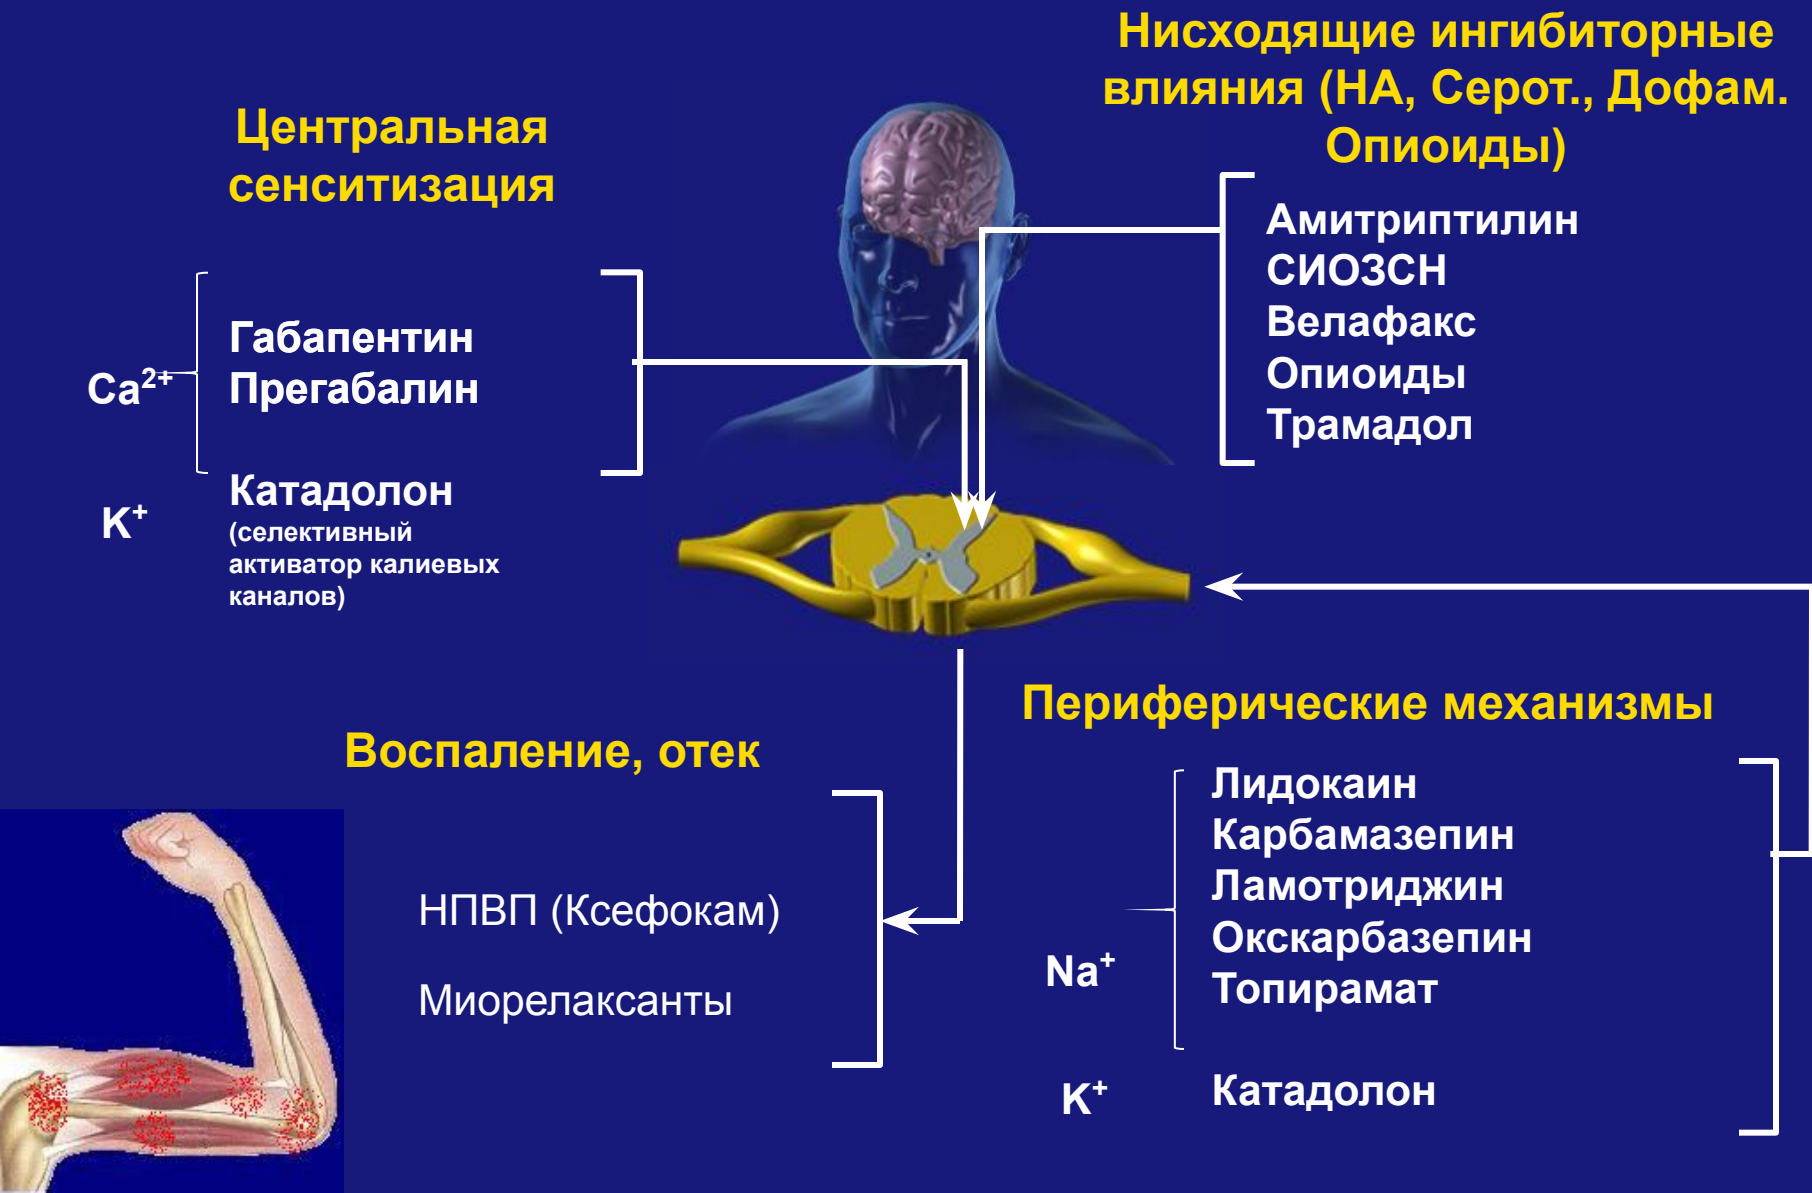 Нисходящие ингибиторные
влияния (НА, Серот., Дофам.
Опиоиды)
Центральная
сенситизация
Амитриптилин
СИОЗСН
Велафакс
Опиоиды
Трамадол
Ca²⁺
Габапентин
Прегабалин
K⁺
Катадолон
(селективный
активатор калиевых
каналов)
Воспаление, отек
НПВП (Ксефокам)
Миорелаксанты
Периферические механизмы
Na⁺
Лидокаин
Карбамазепин
Ламотриджин
Окскарбазепин
Топирамат
K⁺
Катадолон